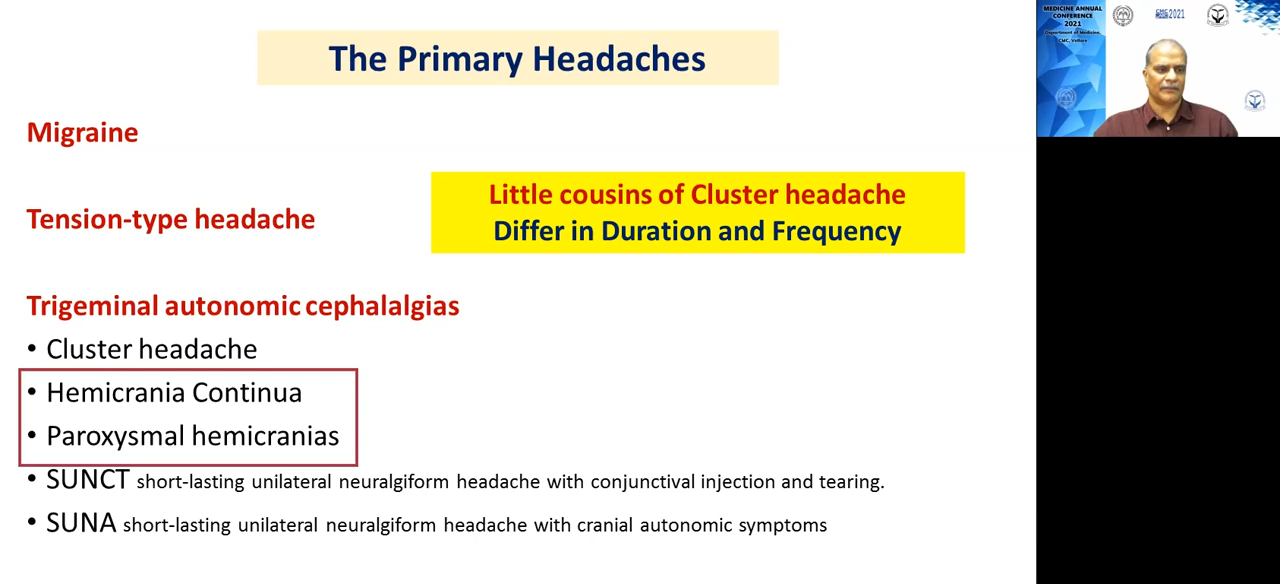 The Primary Headaches
Migraine
Little cousins of Cluster headache
Differ in Duration and Frequency
Tension-type headache
Trigeminal autonomic cephalalgias
• Cluster headache
• Hemicrania Continua
• Paroxysmal hemicranias
• SUNCT short-lasting unilateral neuralgiform headache with conjunctival injection and tearing.
• SUNA short-lasting unilateral neuralgiform headache with cranial autonomic symptoms
MEDICINE ANNUAL
CONFERENCE
2021
Department of Medicine,
CMC, Vellore
2021